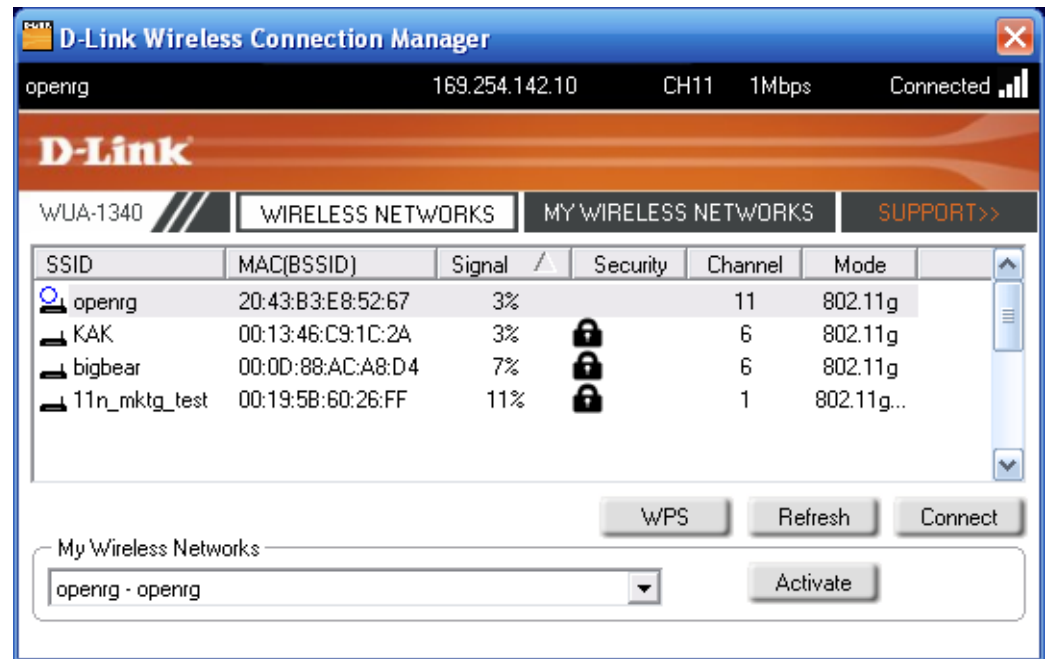 D-Link Wireless Connection Manager
openrg 169.254.142.10 CH11 1Mbps Connected
D-Link
WUA-1340 WIRELESS NETWORKS MY WIRELESS NETWORKS SUPPORT>>
SSID MAC(BSSID) Signal Security Channel Mode
openrg 20:43:B3:E8:52:67 3% 11 802.11g
KAK 00:13:46:C9:1C:2A 3% 6 802.11g
bigbear 00:0D:88:AC:A8:D4 7% 6 802.11g
11n_mktg_test 00:19:5B:60:26:FF 11% 1 802.11g...
WPS Refresh Connect
My Wireless Networks
openrg - openrg Activate